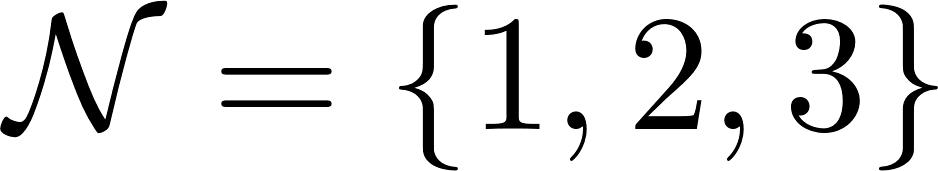 𝒩 = {1, 2, 3}